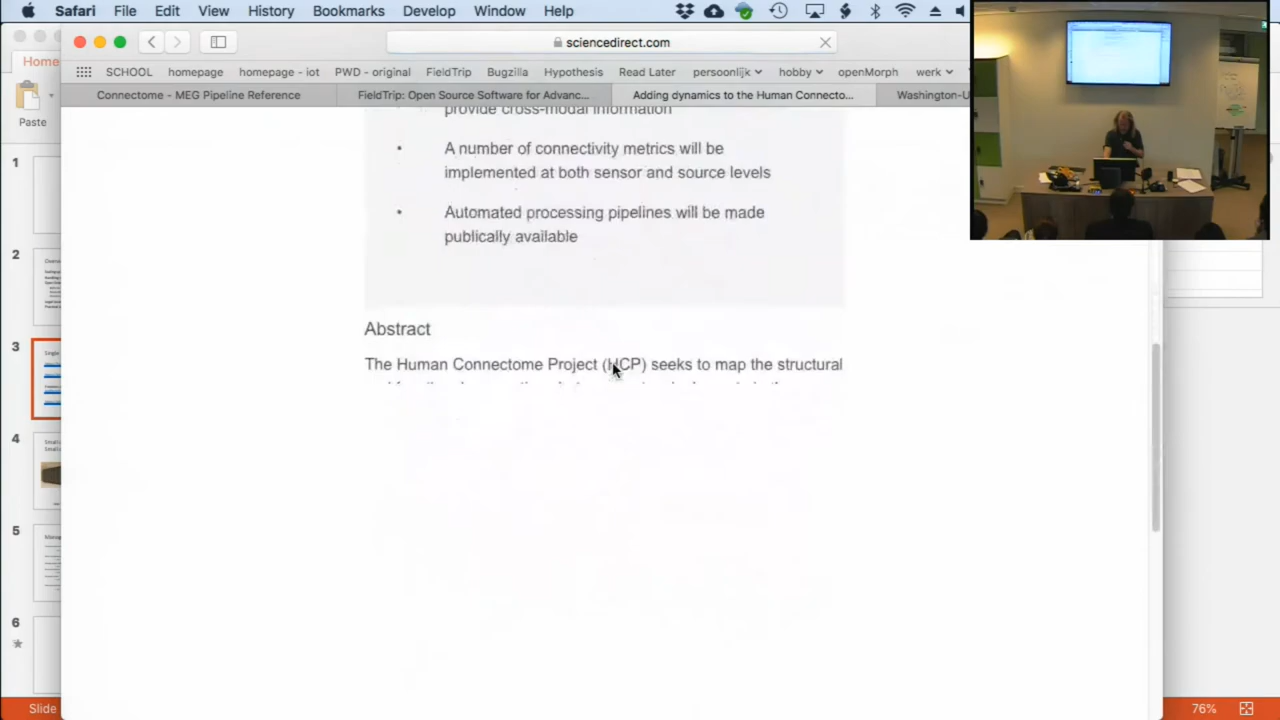 Safari File Edit View History Bookmarks Develop Window Help
sciencedirect.com
Home
SCHOOL homepage homepage - iot PWD - original FieldTrip Bugzilla Hypothesis Read Later persoonlijk hobby openMorph werk
Connectome - MEG Pipeline Reference
FieldTrip: Open Source Software for Advanc...
Adding dynamics to the Human Connecto...
Washington-U
Paste
provide cross-modal information
• A number of connectivity metrics will be
implemented at both sensor and source levels
• Automated processing pipelines will be made
publically available
Abstract
The Human Connectome Project (HCP) seeks to map the structural
1
2
3
Single
4
Small
Small
5
Manag
6
Slide
76%